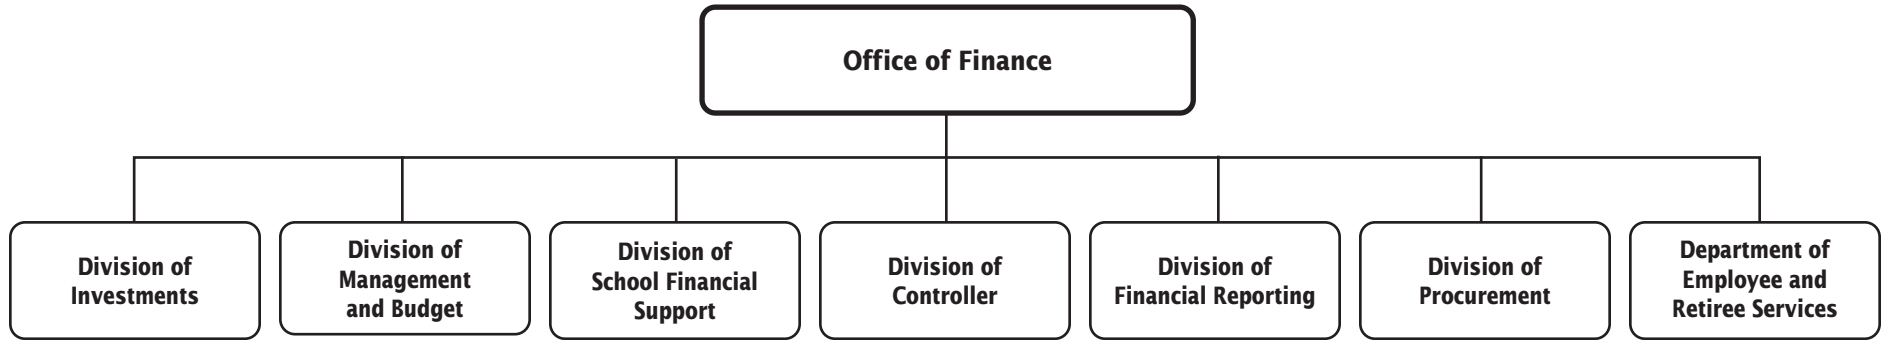 Office of Finance
Division of
Investments
Division of
Management
and Budget
Division of
School Financial
Support
Division of
Controller
Division of
Financial Reporting
Division of
Procurement
Department of
Employee and
Retiree Services